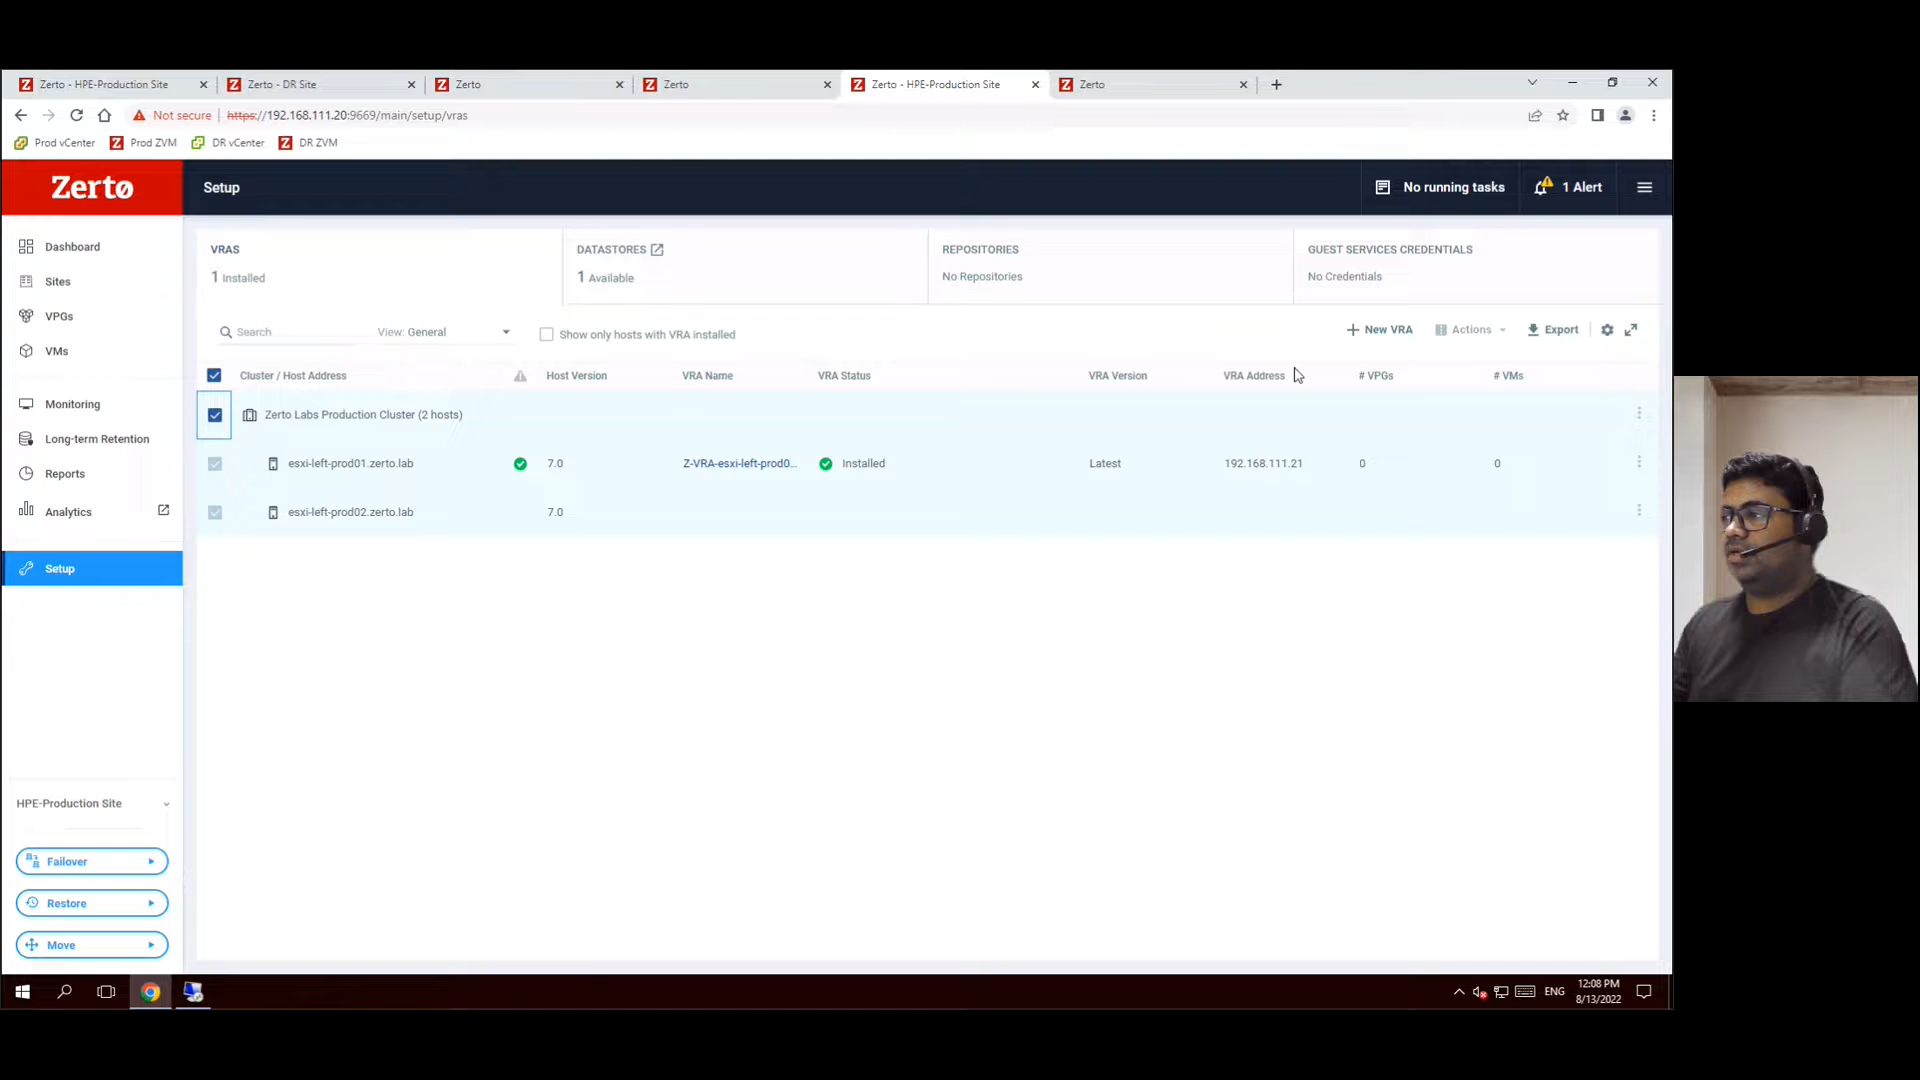 Zerto - HPE-Production Site
Zerto - DR Site
Zerto
Zerto
Zerto - HPE-Production Site
Zerto
Not secure
https://192.168.111.20:9669/main/setup/vras
Prod vCenter
Prod ZVM
DR vCenter
DR ZVM
Zerto
Setup
No running tasks
1 Alert
Dashboard
Sites
VPGs
VMs
Monitoring
Long-term Retention
Reports
Analytics
Setup
HPE-Production Site
Failover
Restore
Move
VRAS
1 Installed
DATASTORES
1 Available
REPOSITORIES
No Repositories
GUEST SERVICES CREDENTIALS
No Credentials
Search
View: General
Show only hosts with VRA installed
New VRA
Actions
Export
Cluster / Host Address
Host Version
VRA Name
VRA Status
VRA Version
VRA Address
# VPGs
# VMs
Zerto Labs Production Cluster (2 hosts)
esxi-left-prod01.zerto.lab
7.0
Z-VRA-esxi-left-prod0...
Installed
Latest
192.168.111.21
0
0
esxi-left-prod02.zerto.lab
7.0
ENG
12:08 PM
8/13/2022